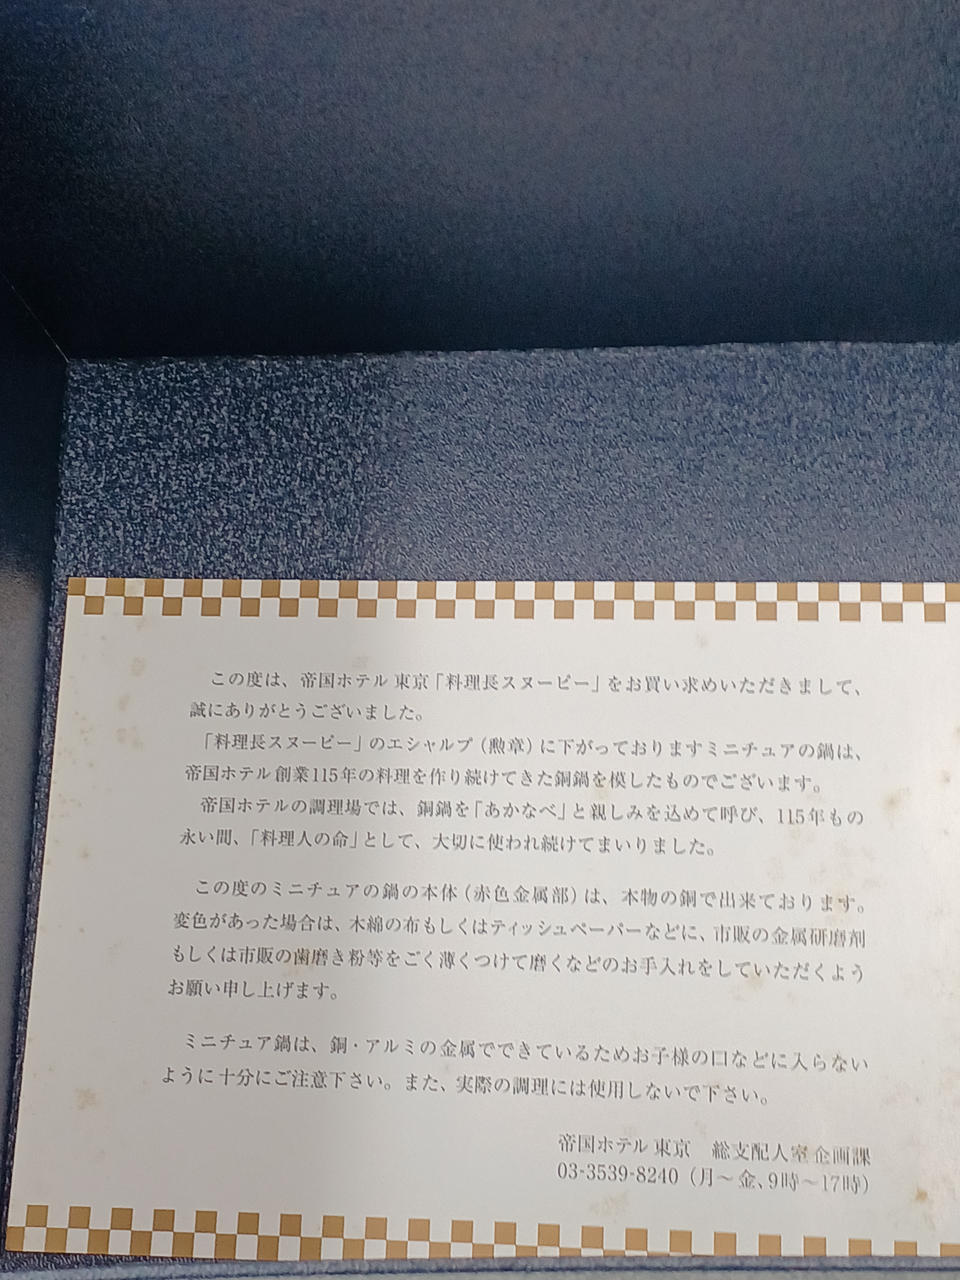 この度は、帝国ホテル 東京「料理長スヌーピー」をお買い求めいただきまして、
誠にありがとうございました。
「料理長スヌーピー」のエシャルプ（勲章）に下がっておりますミニチュアの鍋は、
帝国ホテル創業115年の料理を作り続けてきた銅鍋を模したものでございます。
帝国ホテルの調理場では、銅鍋を「あかなべ」と親しみを込めて呼び、115年もの
永い間、「料理人の命」として、大切に使われ続けてまいりました。
この度のミニチュアの鍋の本体（赤色金属部）は、本物の銅で出来ております。
変色があった場合は、木綿の布もしくはティッシュペーパーなどに、市販の金属研磨剤
もしくは市販の歯磨き粉等をごく薄くつけて磨くなどのお手入れをしていただくよう
お願い申し上げます。
ミニチュア鍋は、銅・アルミの金属でできているためお子様の口などに入らない
ように十分にご注意下さい。また、実際の調理には使用しないで下さい。
帝国ホテル 東京　総支配人室 企画課
03-3539-8240（月～金、9時～17時）